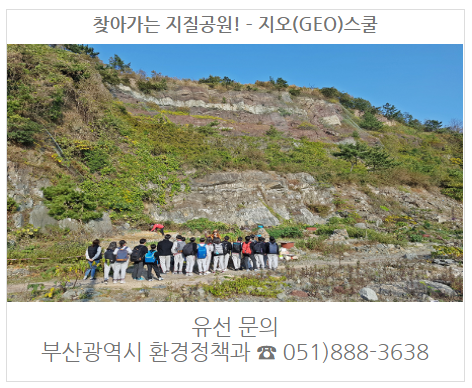 찾아가는 지질공원! - 지오(GEO)스쿨
유선 문의
부산광역시 환경정책과 ☎ 051)888-3638